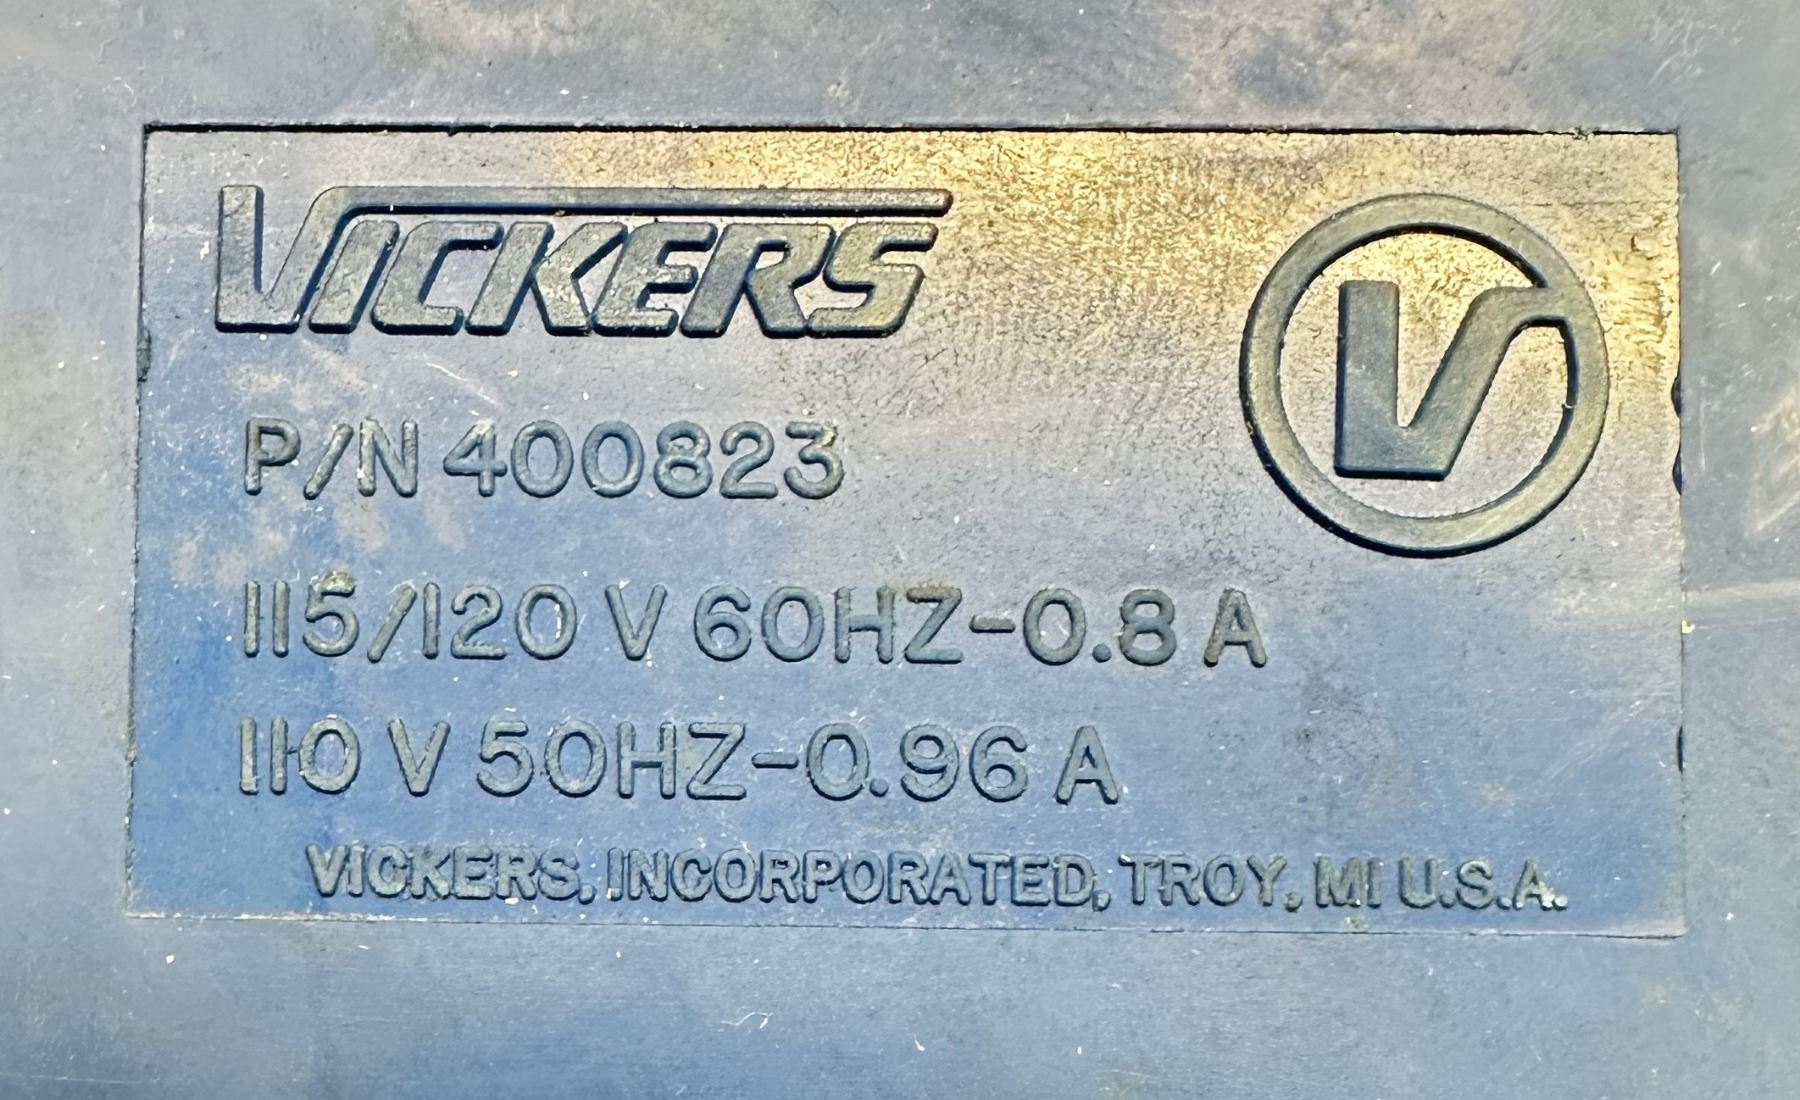 VICKERS
V
P/N 400823
115/120 V 60HZ-0.8 A
110 V 50HZ-0.96 A
VICKERS, INCORPORATED, TROY, MI U.S.A.